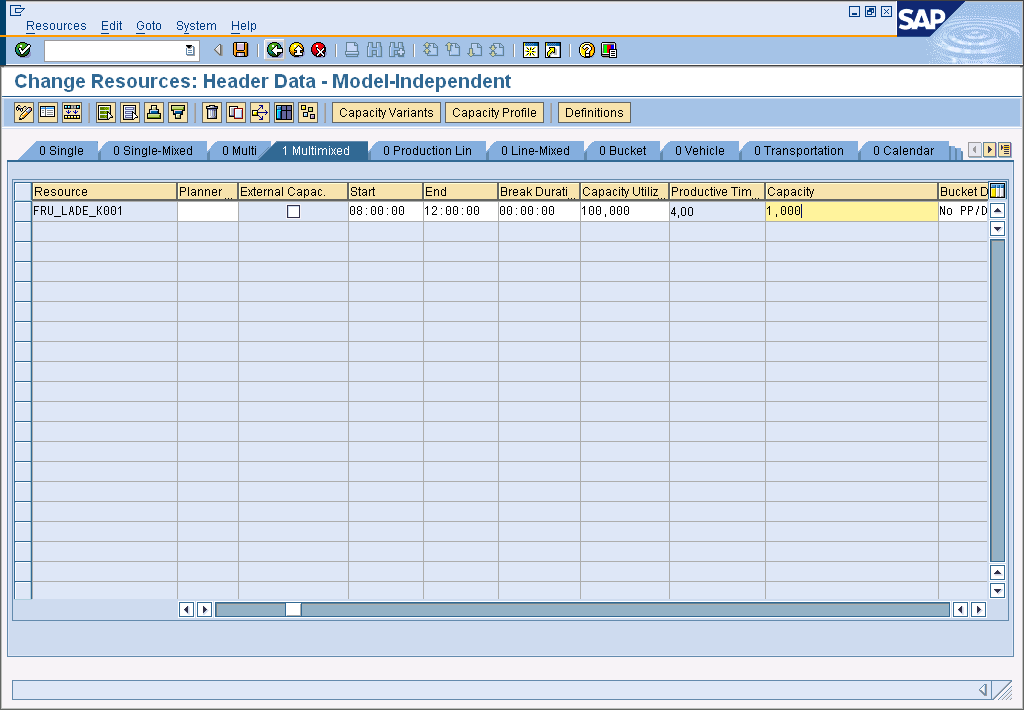 Resources Edit Goto System Help
SAP
Change Resources: Header Data - Model-Independent
Capacity Variants Capacity Profile Definitions
0 Single 0 Single-Mixed 0 Multi 1 Multimixed 0 Production Lin 0 Line-Mixed 0 Bucket 0 Vehicle 0 Transportation 0 Calendar
Resource Planner ... External Capac. Start End Break Durati... Capacity Utiliz... Productive Tim... Capacity Bucket D
FRU_LADE_K001 08:00:00 12:00:00 00:00:00 100,000 4,00 1,000 No PP/D